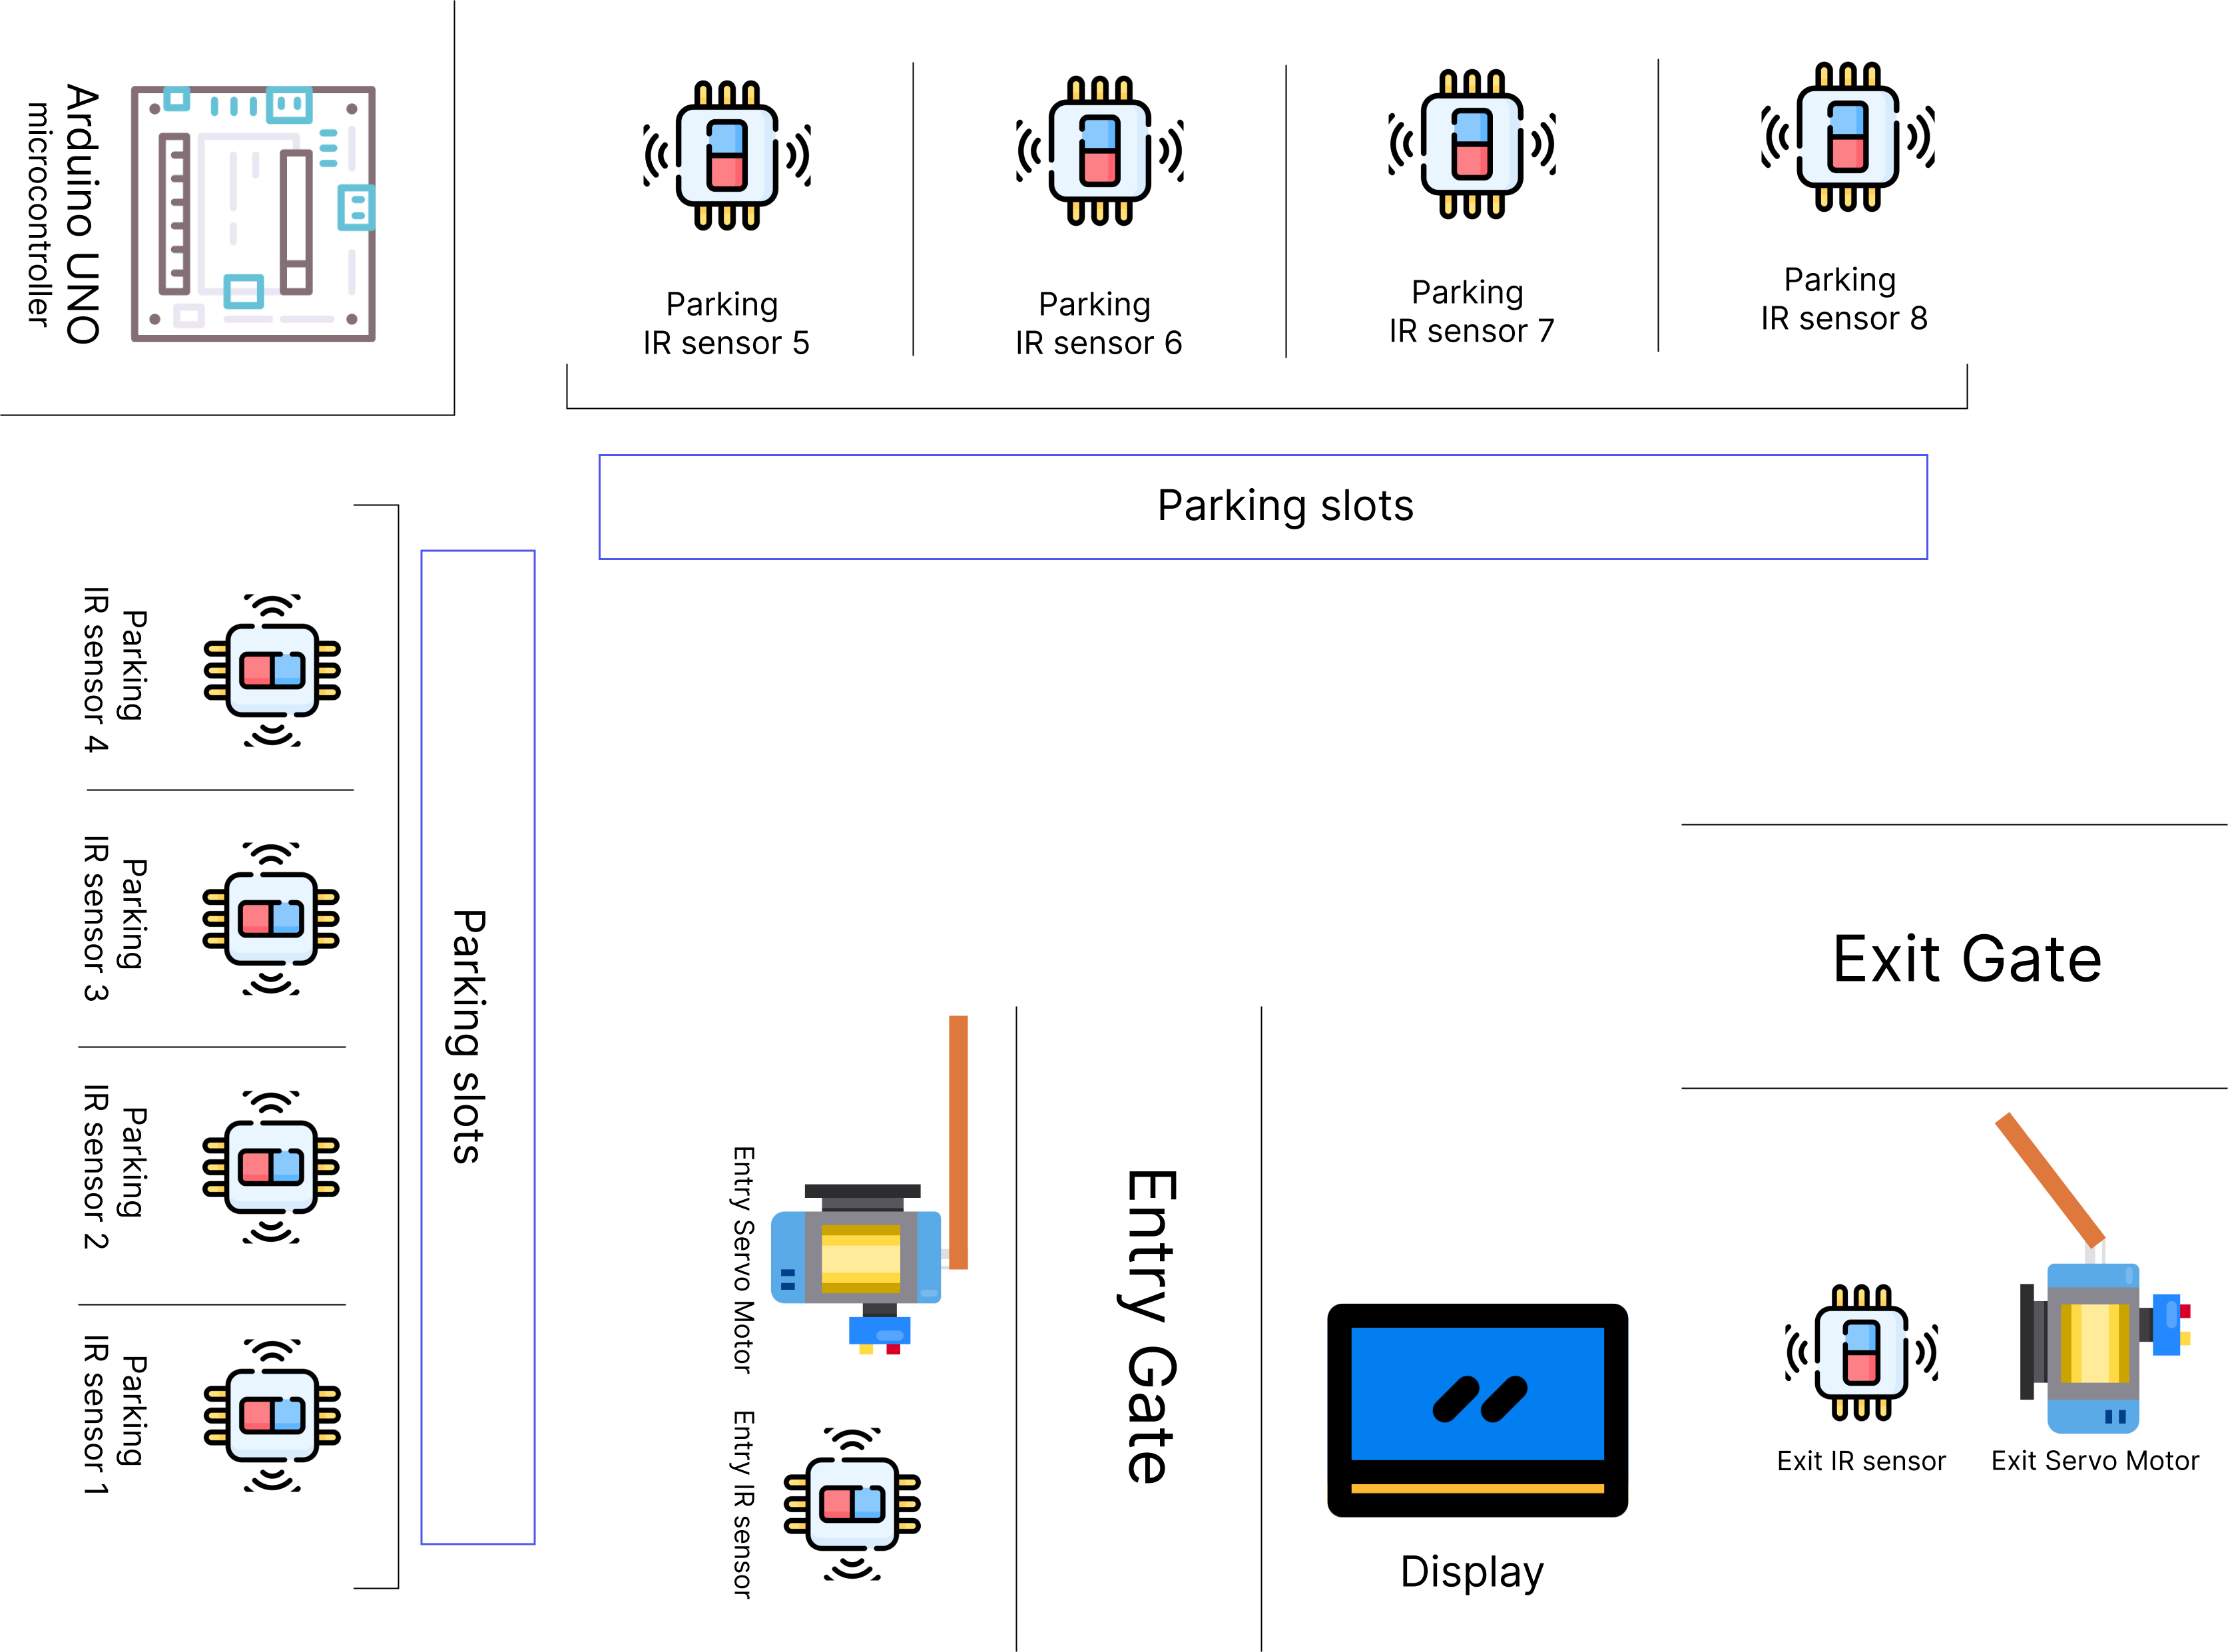 Arduino UNO
microcontroller
Parking
IR sensor 5
Parking
IR sensor 6
Parking
IR sensor 7
Parking
IR sensor 8
Parking slots
Parking
IR sensor 4
Parking
IR sensor 3
Parking
IR sensor 2
Parking
IR sensor 1
Parking slots
Entry Servo Motor
Entry IR sensor
Entry Gate
Display
Exit Gate
Exit IR sensor
Exit Servo Motor